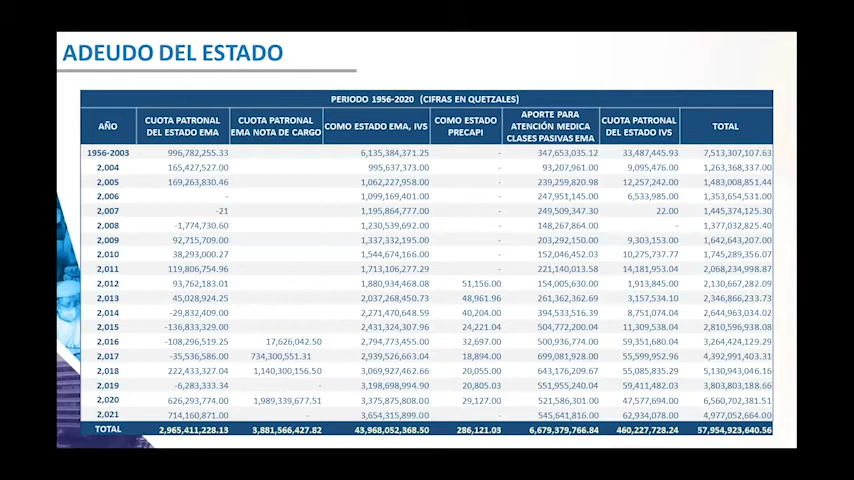 ADEUDO DEL ESTADO
PERIODO 1956-2020 (CIFRAS EN QUETZALES)
AÑO CUOTA PATRONAL DEL ESTADO EMA CUOTA PATRONAL EMA NOTA DE CARGO COMO ESTADO EMA, IVS COMO ESTADO PRECAPI APORTE PARA ATENCIÓN MEDICA CLASES PASIVAS EMA CUOTA PATRONAL DEL ESTADO IVS TOTAL
1956-2003 996,782,255.33 6,135,384,371.25 - 347,653,035.12 33,487,445.93 7,513,307,107.63
2,004 165,427,527.00 995,637,373.00 - 93,207,961.00 9,095,476.00 1,263,368,337.00
2,005 169,263,830.46 1,062,227,958.00 - 239,259,820.98 12,257,242.00 1,483,008,851.44
2,006 - 1,099,169,401.00 - 247,951,145.00 6,533,985.00 1,353,654,531.00
2,007 -21 1,195,864,777.00 - 249,509,347.30 22.00 1,445,374,125.30
2,008 -1,774,730.60 1,230,539,692.00 - 148,267,864.00 - 1,377,032,825.40
2,009 92,715,709.00 1,337,332,195.00 - 203,292,150.00 9,303,153.00 1,642,643,207.00
2,010 38,293,000.27 1,544,674,166.00 - 152,046,452.03 10,275,737.77 1,745,289,356.07
2,011 119,806,754.96 1,713,106,277.29 - 221,140,013.58 14,181,953.04 2,068,234,998.87
2,012 93,762,183.01 1,880,934,468.08 51,156.00 154,005,630.00 1,913,845.00 2,130,667,282.09
2,013 45,028,924.25 2,037,268,450.73 48,961.96 261,362,362.69 3,157,534.10 2,346,866,233.73
2,014 -29,832,409.00 2,271,470,648.59 40,204.00 394,533,516.39 8,751,074.04 2,644,963,034.02
2,015 -136,833,329.00 2,431,324,307.96 24,221.04 504,772,200.04 11,309,538.04 2,810,596,938.08
2,016 -108,296,519.25 17,626,042.50 2,794,773,455.00 32,697.00 500,936,774.00 59,351,680.04 3,264,424,129.29
2,017 -35,536,586.00 734,300,551.31 2,939,526,663.04 18,894.00 699,081,928.00 55,599,952.96 4,392,991,403.31
2,018 222,433,327.04 1,140,300,156.50 3,069,927,462.66 20,055.00 643,176,209.67 55,085,835.29 5,130,943,046.16
2,019 -6,283,333.34 - 3,198,698,994.90 20,805.03 551,955,240.04 59,411,482.03 3,803,803,188.66
2,020 626,293,774.00 1,989,339,677.51 3,375,875,808.00 29,127.00 521,586,301.00 47,577,694.00 6,560,702,381.51
2,021 714,160,871.00 - 3,654,315,899.00 - 545,641,816.00 62,934,078.00 4,977,052,664.00
TOTAL 2,965,411,228.13 3,881,566,427.82 43,968,052,368.50 286,121.03 6,679,379,766.84 460,227,728.24 57,954,923,640.56